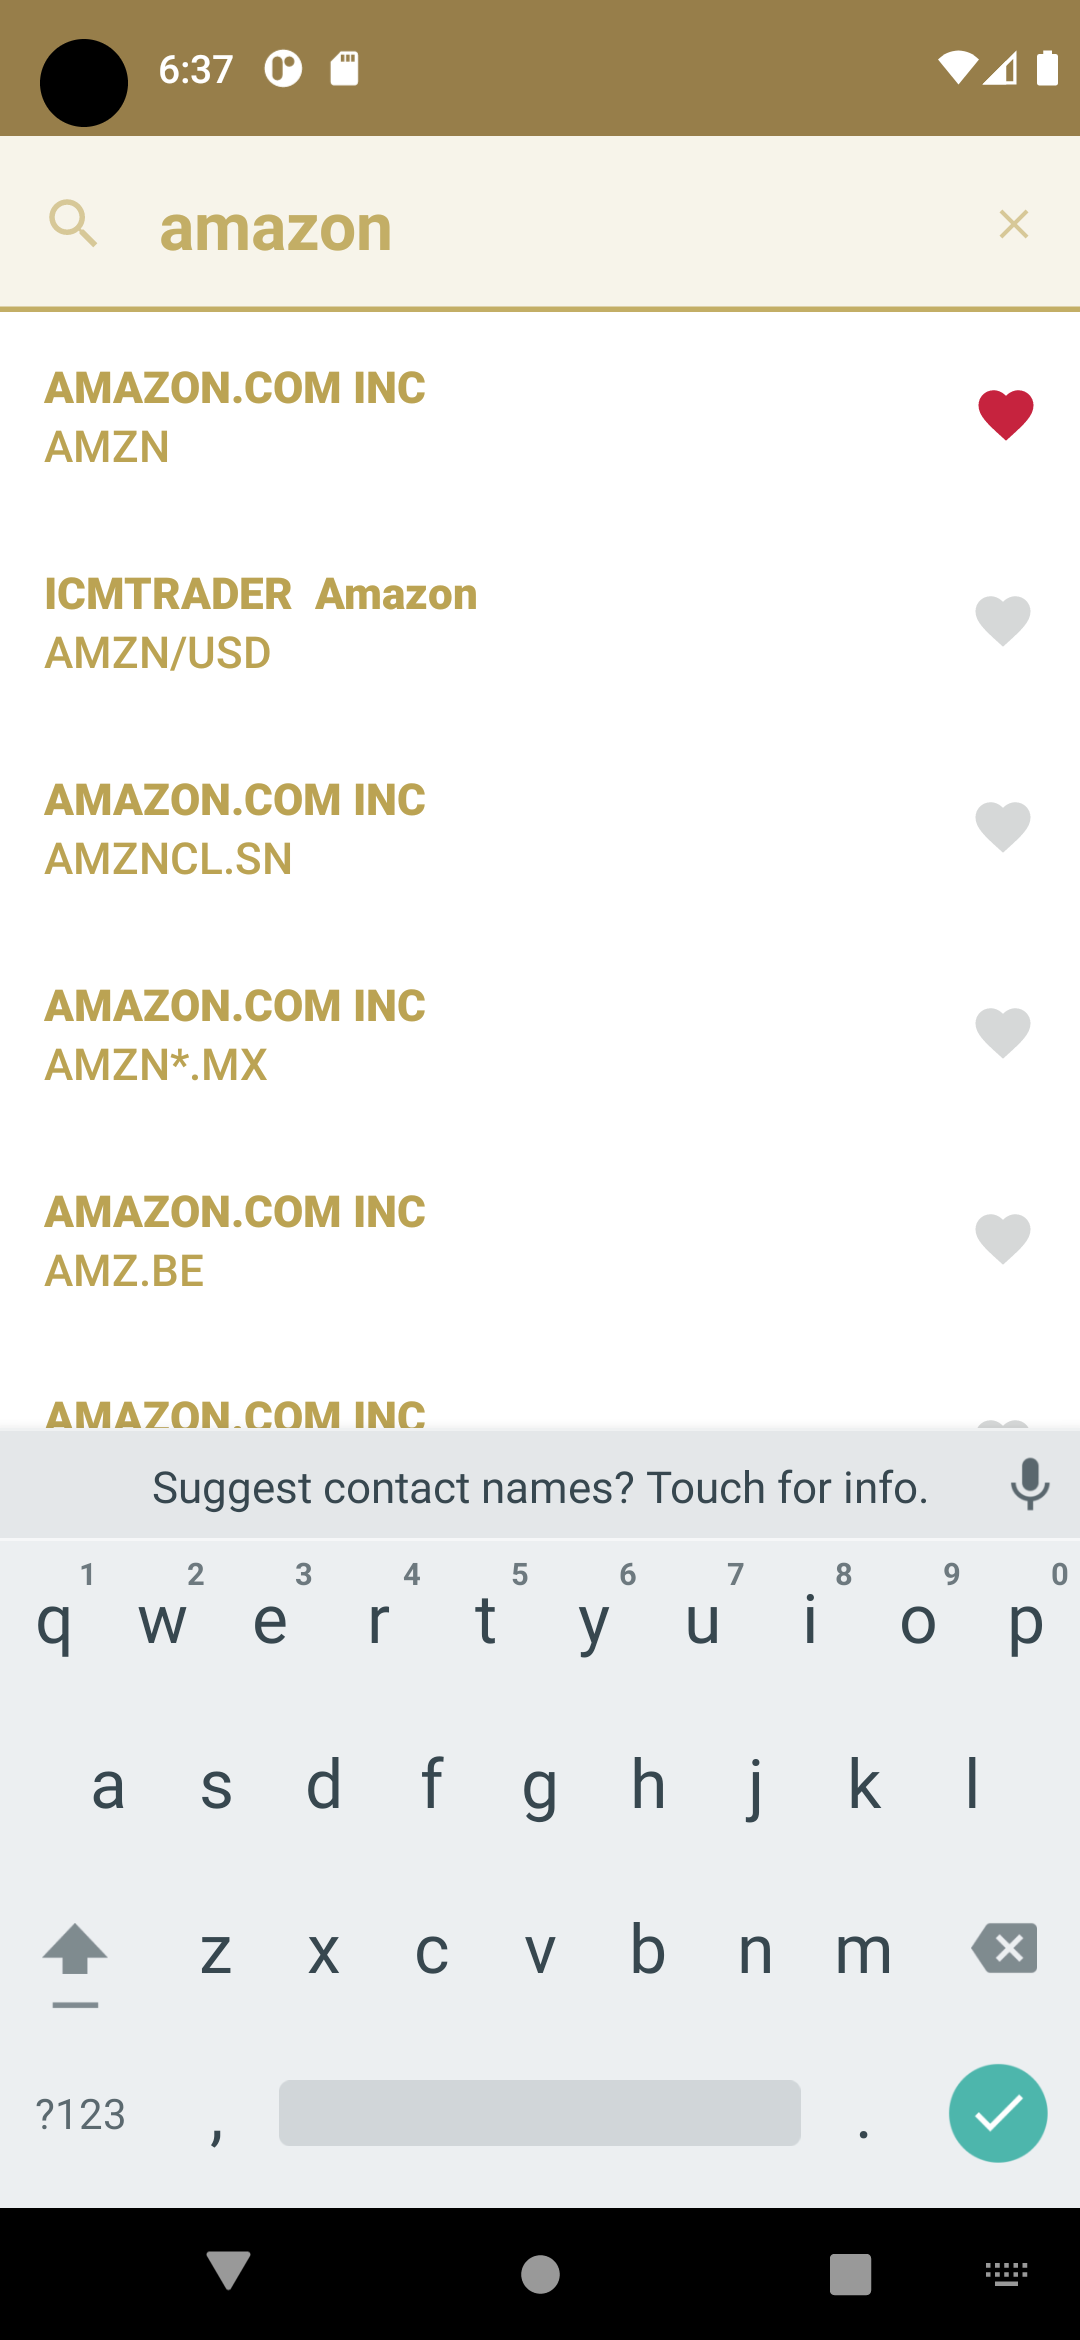 6:37
amazon
AMAZON.COM INC
AMZN
ICMTRADER  Amazon
AMZN/USD
AMAZON.COM INC
AMZNCL.SN
AMAZON.COM INC
AMZN*.MX
AMAZON.COM INC
AMZ.BE
AMAZON.COM INC
Suggest contact names? Touch for info.
1 2 3 4 5 6 7 8 9 0
q w e r t y u i o p
a s d f g h j k l
z x c v b n m
?123 , .